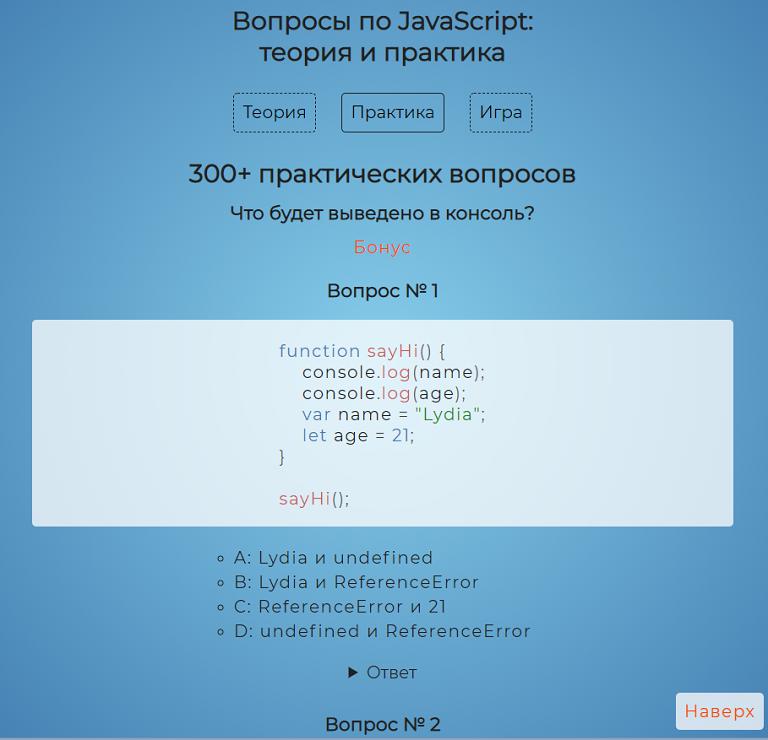 Вопросы по JavaScript:
теория и практика
Теория Практика Игра
300+ практических вопросов
Что будет выведено в консоль?
Бонус
Вопрос № 1
function sayHi() {
    console.log(name);
    console.log(age);
    var name = "Lydia";
    let age = 21;
}
sayHi();
A: Lydia и undefined
B: Lydia и ReferenceError
C: ReferenceError и 21
D: undefined и ReferenceError
Ответ
Наверх
Вопрос № 2